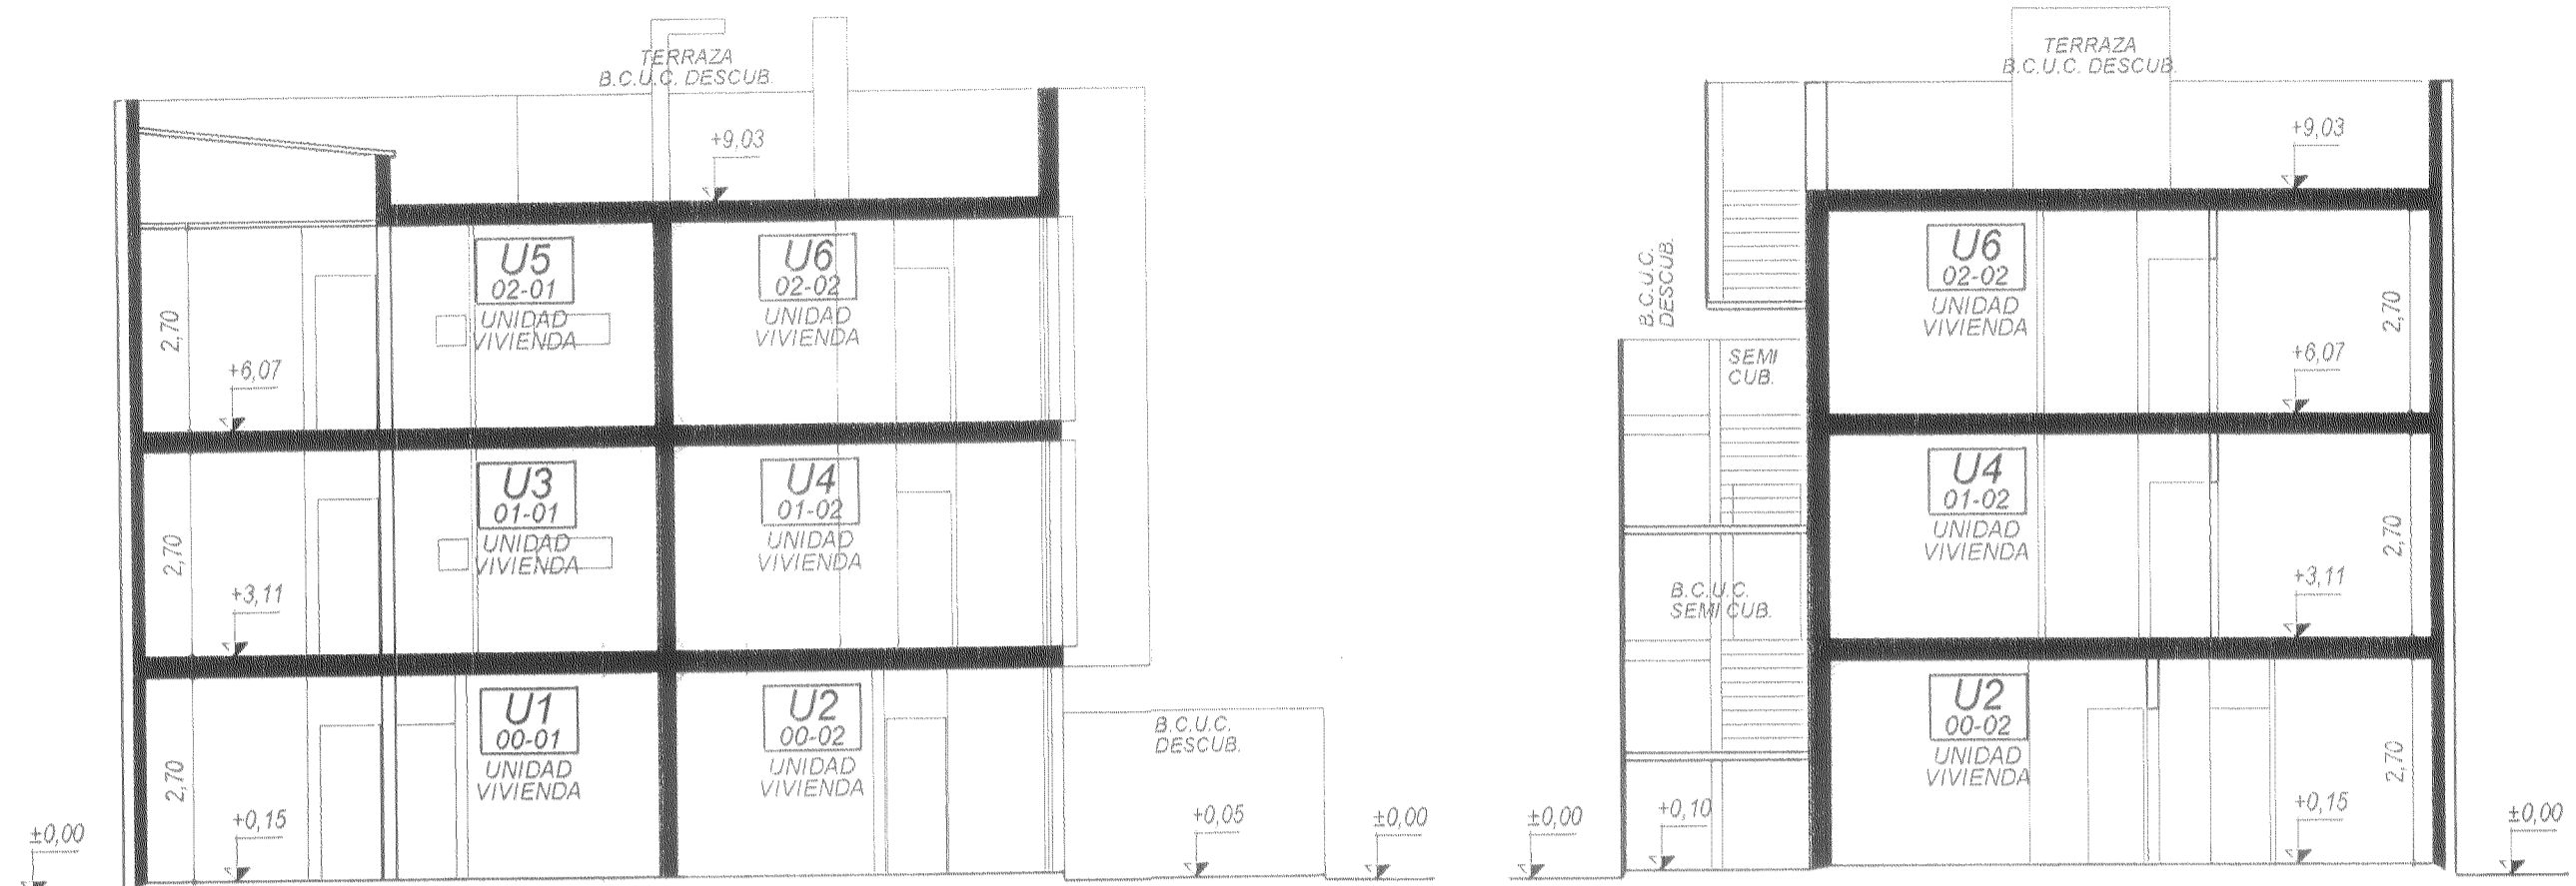 TERRAZA
B.C.U.C. DESCUB.
+9,03
U5
02-01
UNIDAD
VIVIENDA
U6
02-02
UNIDAD
VIVIENDA
2,70
+6,07
U3
01-01
UNIDAD
VIVIENDA
U4
01-02
UNIDAD
VIVIENDA
2,70
+3,11
U1
00-01
UNIDAD
VIVIENDA
U2
00-02
UNIDAD
VIVIENDA
2,70
+0,15
±0,00
B.C.U.C.
DESCUB.
+0,05
±0,00
TERRAZA
B.C.U.C. DESCUB.
+9,03
B.C.U.C.
DESCUB.
U6
02-02
UNIDAD
VIVIENDA
2,70
SEMI
CUB.
+6,07
U4
01-02
UNIDAD
VIVIENDA
2,70
B.C.U.C.
SEMI CUB.
+3,11
U2
00-02
UNIDAD
VIVIENDA
2,70
±0,00
+0,10
+0,15
±0,00